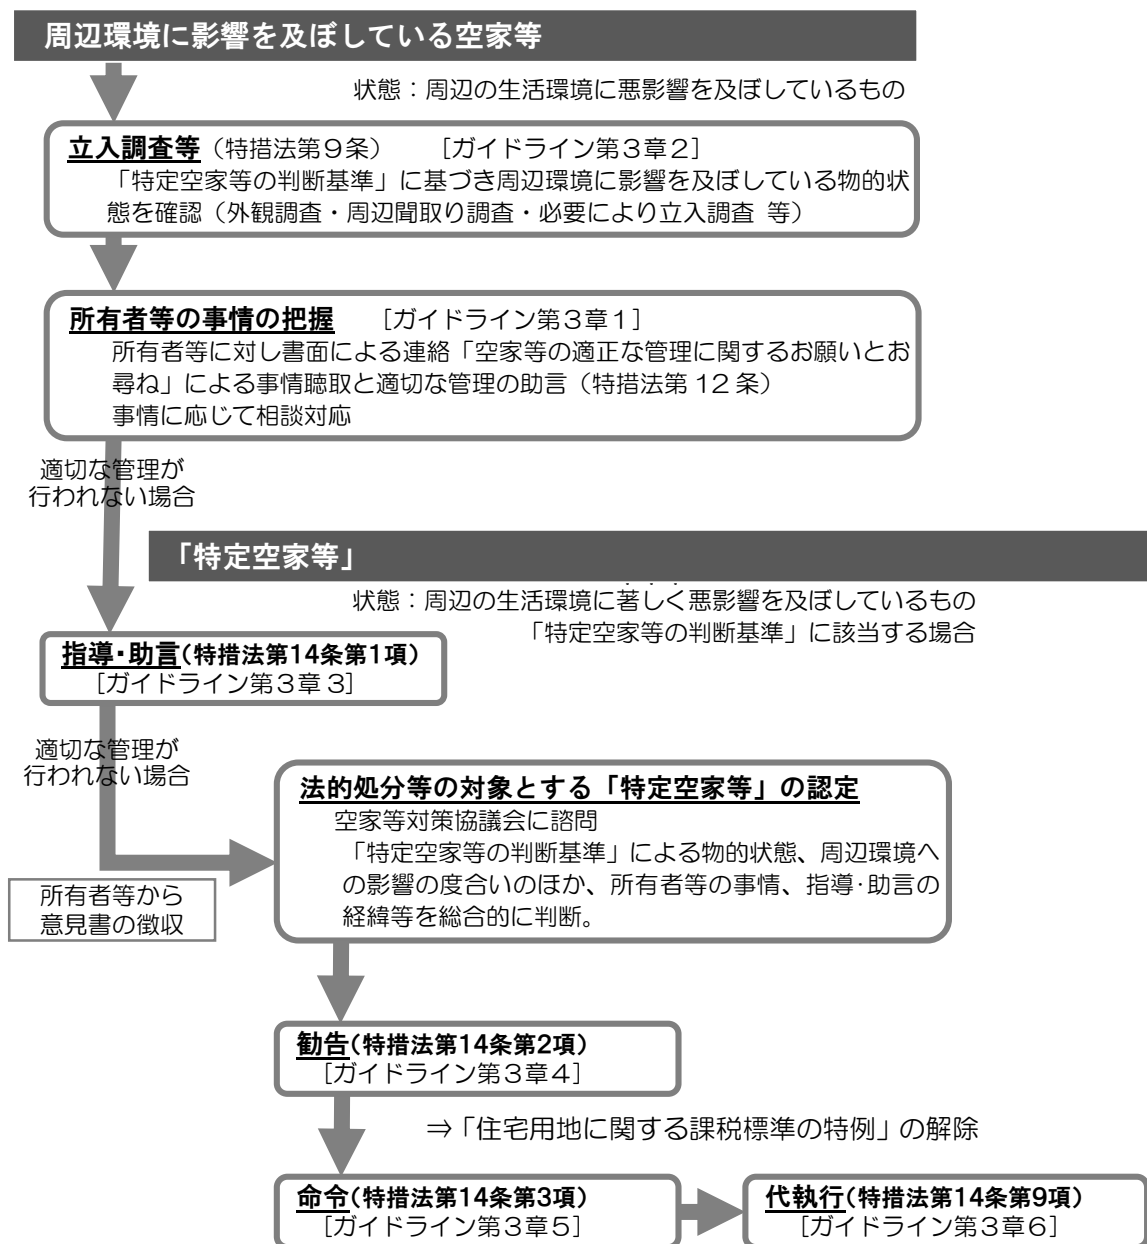 周辺環境に影響を及ぼしている空家等
状態：周辺の生活環境に悪影響を及ぼしているもの
立入調査等（特措法第９条）　［ガイドライン第３章２］
「特定空家等の判断基準」に基づき周辺環境に影響を及ぼしている物的状
態を確認（外観調査・周辺聞取り調査・必要により立入調査 等）
所有者等の事情の把握　［ガイドライン第３章１］
所有者等に対し書面による連絡「空家等の適正な管理に関するお願いとお
尋ね」による事情聴取と適切な管理の助言（特措法第 12 条）
事情に応じて相談対応
適切な管理が
行われない場合
「特定空家等」
状態：周辺の生活環境に著しく悪影響を及ぼしているもの
「特定空家等の判断基準」に該当する場合
指導・助言（特措法第14条第1項）
［ガイドライン第３章３］
適切な管理が
行われない場合
法的処分等の対象とする「特定空家等」の認定
空家等対策協議会に諮問
「特定空家等の判断基準」による物的状態、周辺環境へ
の影響の度合いのほか、所有者等の事情、指導・助言の
経緯等を総合的に判断。
所有者等から
意見書の徴収
勧告（特措法第14条第2項）
［ガイドライン第３章４］
⇒「住宅用地に関する課税標準の特例」の解除
命令（特措法第14条第3項）
［ガイドライン第３章５］
代執行（特措法第14条第9項）
［ガイドライン第３章６］